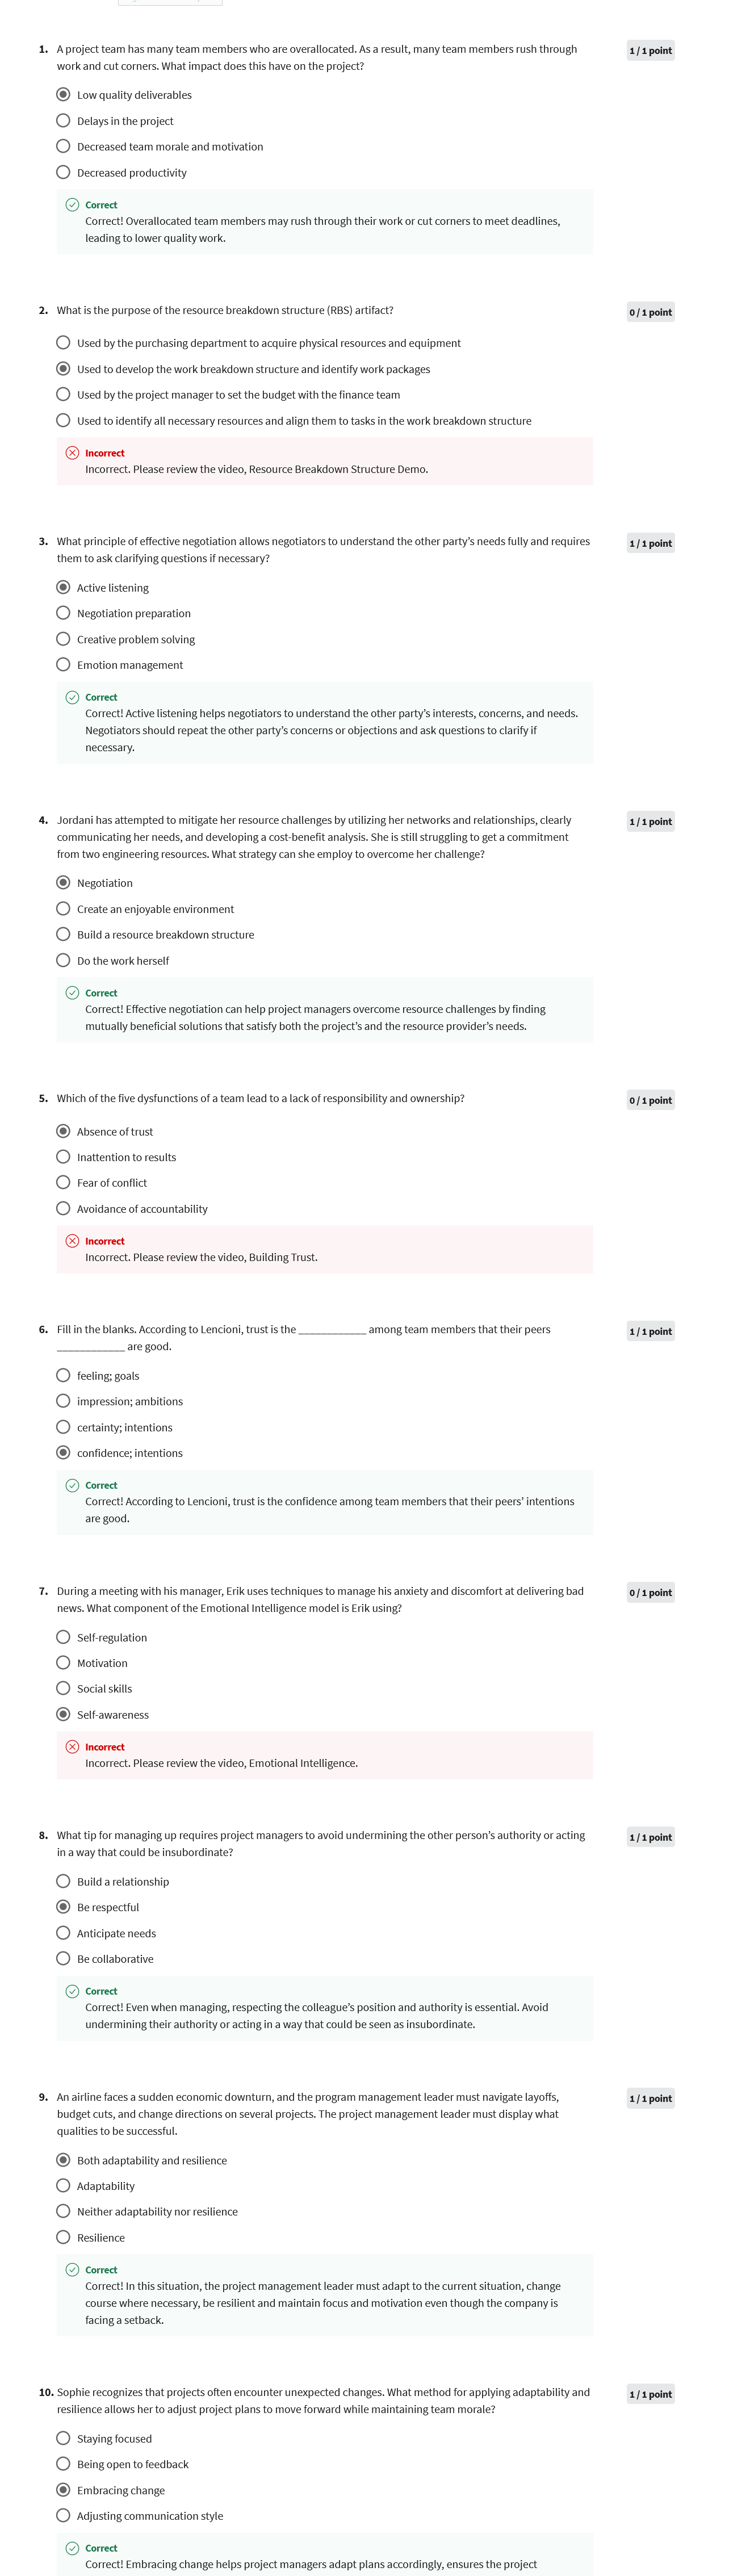 1. A project team has many team members who are overallocated. As a result, many team members rush through
work and cut corners. What impact does this have on the project?
1 / 1 point
Low quality deliverables
Delays in the project
Decreased team morale and motivation
Decreased productivity
Correct
Correct! Overallocated team members may rush through their work or cut corners to meet deadlines,
leading to lower quality work.
2. What is the purpose of the resource breakdown structure (RBS) artifact?
0 / 1 point
Used by the purchasing department to acquire physical resources and equipment
Used to develop the work breakdown structure and identify work packages
Used by the project manager to set the budget with the finance team
Used to identify all necessary resources and align them to tasks in the work breakdown structure
Incorrect
Incorrect. Please review the video, Resource Breakdown Structure Demo.
3. What principle of effective negotiation allows negotiators to understand the other party’s needs fully and requires
them to ask clarifying questions if necessary?
1 / 1 point
Active listening
Negotiation preparation
Creative problem solving
Emotion management
Correct
Correct! Active listening helps negotiators to understand the other party’s interests, concerns, and needs.
Negotiators should repeat the other party’s concerns or objections and ask questions to clarify if
necessary.
4. Jordani has attempted to mitigate her resource challenges by utilizing her networks and relationships, clearly
communicating her needs, and developing a cost-benefit analysis. She is still struggling to get a commitment
from two engineering resources. What strategy can she employ to overcome her challenge?
1 / 1 point
Negotiation
Create an enjoyable environment
Build a resource breakdown structure
Do the work herself
Correct
Correct! Effective negotiation can help project managers overcome resource challenges by finding
mutually beneficial solutions that satisfy both the project’s and the resource provider’s needs.
5. Which of the five dysfunctions of a team lead to a lack of responsibility and ownership?
0 / 1 point
Absence of trust
Inattention to results
Fear of conflict
Avoidance of accountability
Incorrect
Incorrect. Please review the video, Building Trust.
6. Fill in the blanks. According to Lencioni, trust is the ____________ among team members that their peers
____________ are good.
1 / 1 point
feeling; goals
impression; ambitions
certainty; intentions
confidence; intentions
Correct
Correct! According to Lencioni, trust is the confidence among team members that their peers’ intentions
are good.
7. During a meeting with his manager, Erik uses techniques to manage his anxiety and discomfort at delivering bad
news. What component of the Emotional Intelligence model is Erik using?
0 / 1 point
Self-regulation
Motivation
Social skills
Self-awareness
Incorrect
Incorrect. Please review the video, Emotional Intelligence.
8. What tip for managing up requires project managers to avoid undermining the other person’s authority or acting
in a way that could be insubordinate?
1 / 1 point
Build a relationship
Be respectful
Anticipate needs
Be collaborative
Correct
Correct! Even when managing, respecting the colleague’s position and authority is essential. Avoid
undermining their authority or acting in a way that could be seen as insubordinate.
9. An airline faces a sudden economic downturn, and the program management leader must navigate layoffs,
budget cuts, and change directions on several projects. The project management leader must display what
qualities to be successful.
1 / 1 point
Both adaptability and resilience
Adaptability
Neither adaptability nor resilience
Resilience
Correct
Correct! In this situation, the project management leader must adapt to the current situation, change
course where necessary, be resilient and maintain focus and motivation even though the company is
facing a setback.
10. Sophie recognizes that projects often encounter unexpected changes. What method for applying adaptability and
resilience allows her to adjust project plans to move forward while maintaining team morale?
1 / 1 point
Staying focused
Being open to feedback
Embracing change
Adjusting communication style
Correct
Correct! Embracing change helps project managers adapt plans accordingly, ensures the project